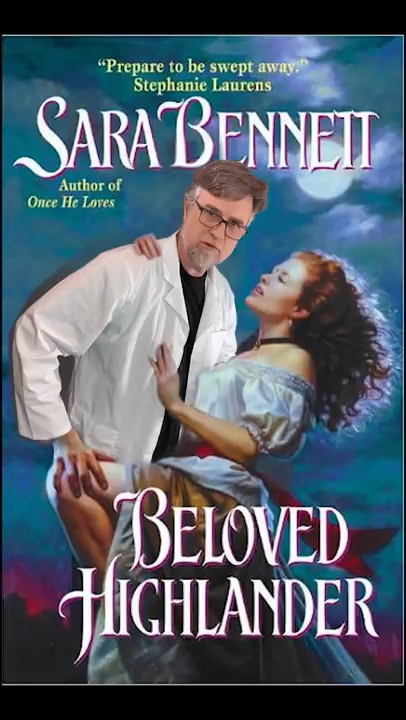 “Prepare to be swept away.”
Stephanie Laurens
SARA BENNETT
Author of
Once He Loves
BELOVED
HIGHLANDER